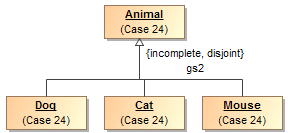 Animal
(Case 24)
{incomplete, disjoint}
gs2
Dog
(Case 24)
Cat
(Case 24)
Mouse
(Case 24)